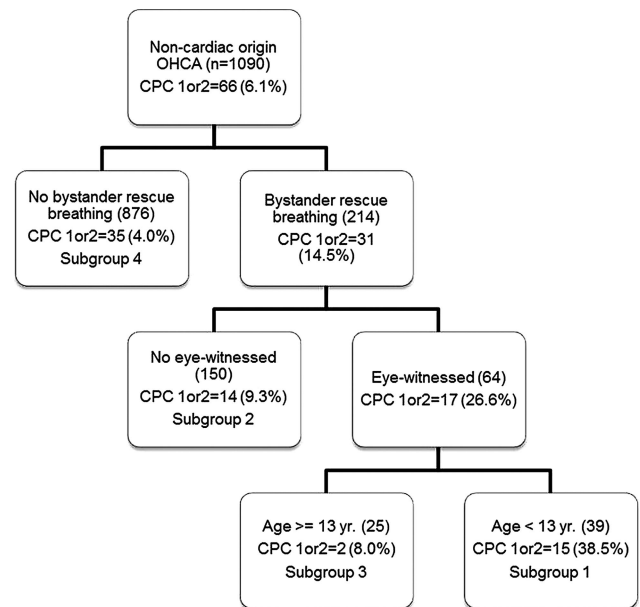 Non-cardiac origin
OHCA (n=1090)
CPC 1or2=66 (6.1%)
No bystander rescue
breathing (876)
CPC 1or2=35 (4.0%)
Subgroup 4
Bystander rescue
breathing (214)
CPC 1or2=31
(14.5%)
No eye-witnessed
(150)
CPC 1or2=14 (9.3%)
Subgroup 2
Eye-witnessed (64)
CPC 1or2=17 (26.6%)
Age >= 13 yr. (25)
CPC 1or2=2 (8.0%)
Subgroup 3
Age < 13 yr. (39)
CPC 1or2=15 (38.5%)
Subgroup 1